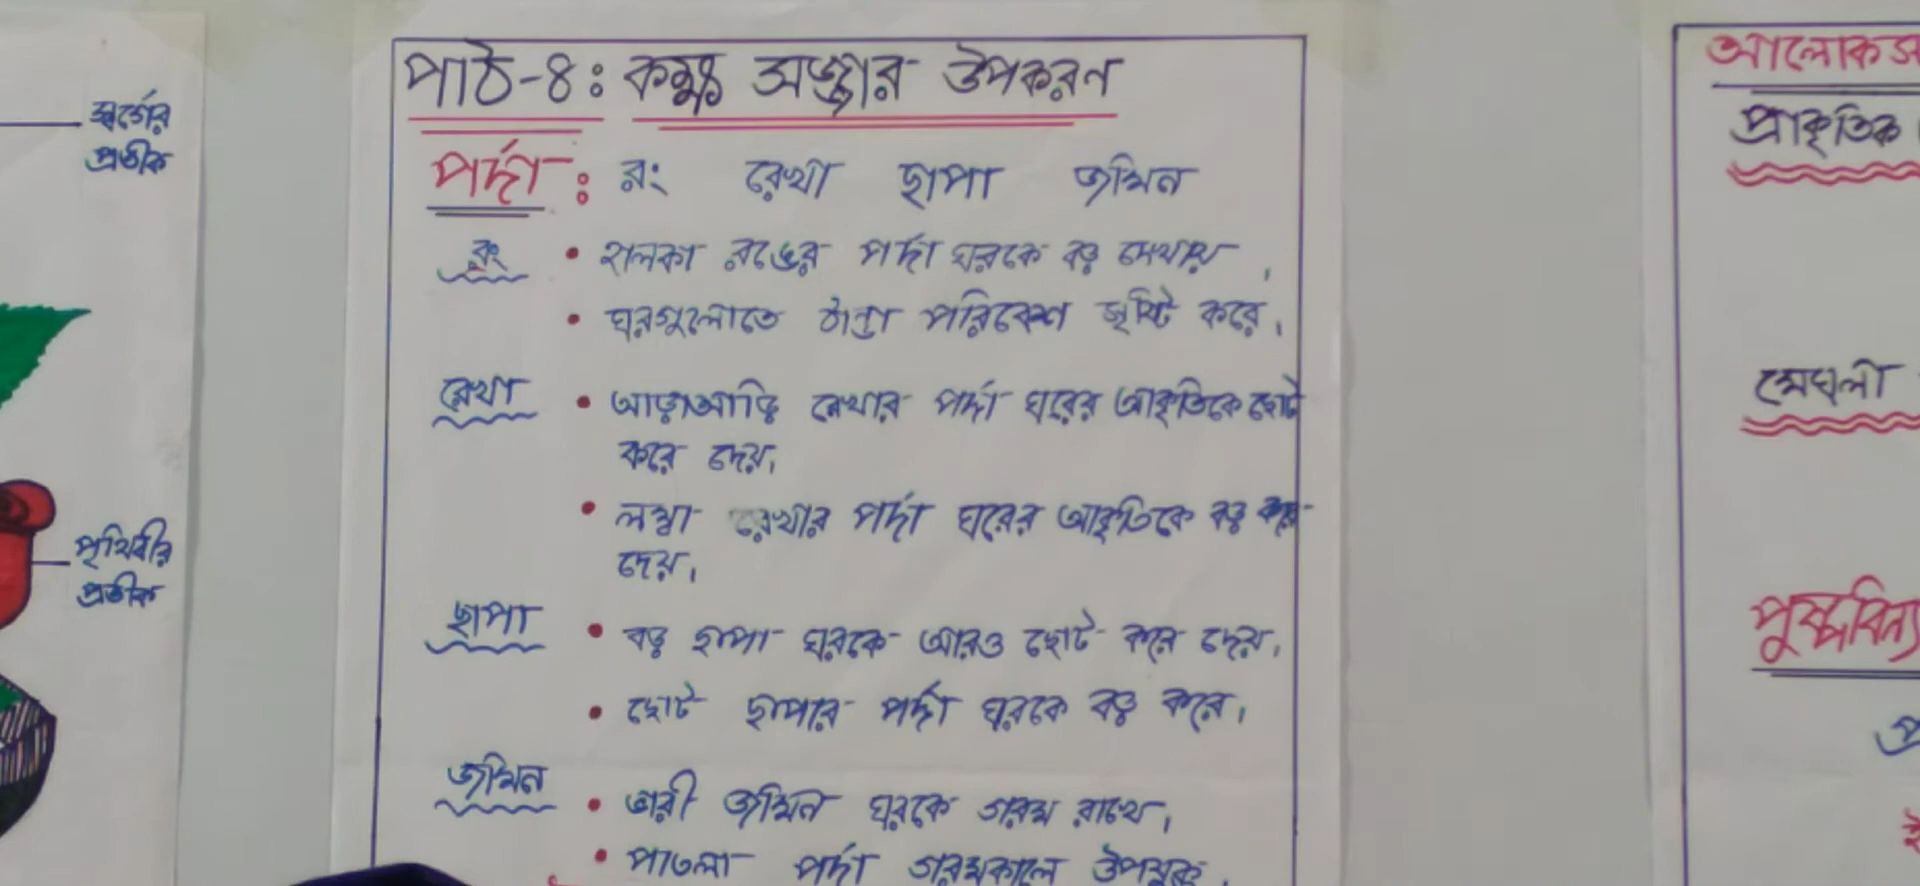 স্বর্গের
প্রতীক
পৃথিবীর
প্রতীক
পাঠ-৪: কক্ষ সজ্জার উপকরণ
পর্দা: রং রেখা ছাপা জমিন
রং • হালকা রঙের পর্দা ঘরকে বড় দেখায়।
• ঘরগুলোতে ঠান্ডা পরিবেশ সৃষ্টি করে।
রেখা • আড়াআড়ি রেখার পর্দা ঘরের আকৃতিকে ছোট
করে দেয়।
• লম্বা রেখার পর্দা ঘরের আকৃতিকে বড় করে
দেয়।
ছাপা • বড় ছাপা ঘরকে আরও ছোট করে দেয়।
• ছোট ছাপার পর্দা ঘরকে বড় করে।
জমিন • ভারী জমিন ঘরকে গরম রাখে।
• পাতলা পর্দা গরমকালে উপযুক্ত।
আলোকস
প্রাকৃতিক
মেঘলা
পুষ্পবিন্য
প্র